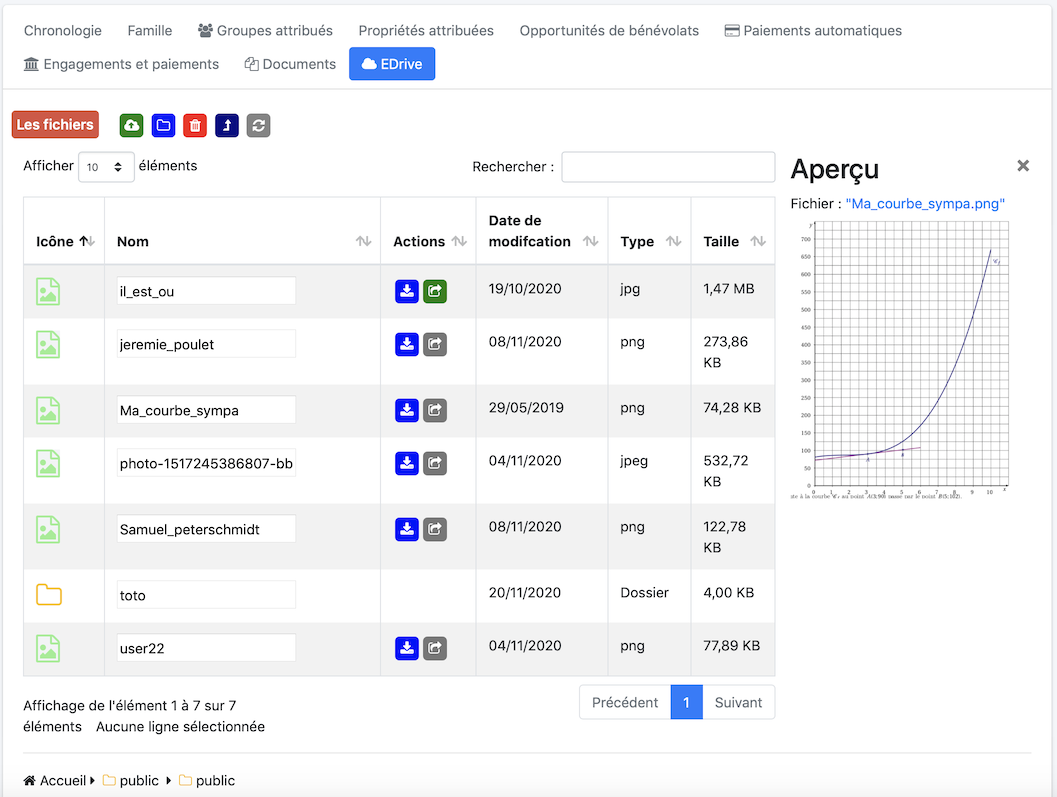 Chronologie Famille Groupes attribués Propriétés attribuées Opportunités de bénévolats Paiements automatiques
Engagements et paiements Documents EDrive
Les fichiers
Afficher 10 éléments Rechercher :
Icône Nom Actions Date de modifcation Type Taille
il_est_ou 19/10/2020 jpg 1,47 MB
jeremie_poulet 08/11/2020 png 273,86 KB
Ma_courbe_sympa 29/05/2019 png 74,28 KB
photo-1517245386807-bb 04/11/2020 jpeg 532,72 KB
Samuel_peterschmidt 08/11/2020 png 122,78 KB
toto 20/11/2020 Dossier 4,00 KB
user22 04/11/2020 png 77,89 KB
Affichage de l'élément 1 à 7 sur 7
éléments Aucune ligne sélectionnée
Précédent 1 Suivant
Aperçu
Fichier : "Ma_courbe_sympa.png"
y
700
650
600
550
500
450
400
350
300
250
200
150
100
50
0
0 1 2 3 4 5 6 7 8 9 10 x
A B
Accueil public public